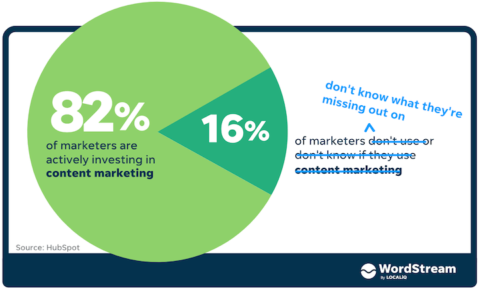 82%
of marketers are
actively investing in
content marketing
16%
don't know what they're
missing out on
of marketers don't use or
don't know if they use
content marketing
Source: HubSpot
WordStream
By LOCALiQ